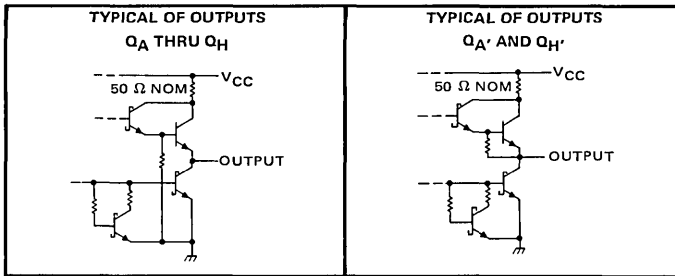 TYPICAL OF OUTPUTS
QA THRU QH
VCC
50 Ω NOM
OUTPUT
TYPICAL OF OUTPUTS
QA' AND QH'
VCC
50 Ω NOM
OUTPUT